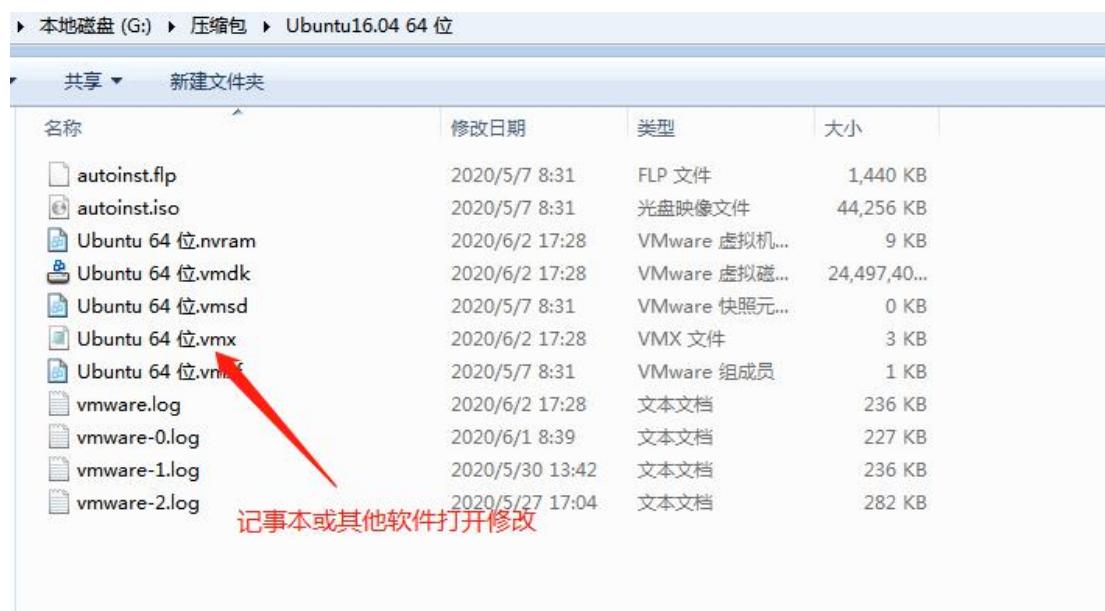 本地磁盘 (G:) 压缩包 Ubuntu16.04 64 位
共享 新建文件夹
名称 修改日期 类型 大小
autoinst.flp 2020/5/7 8:31 FLP 文件 1,440 KB
autoinst.iso 2020/5/7 8:31 光盘映像文件 44,256 KB
Ubuntu 64 位.nvram 2020/6/2 17:28 VMware 虚拟机... 9 KB
Ubuntu 64 位.vmdk 2020/6/2 17:28 VMware 虚拟磁... 24,497,40...
Ubuntu 64 位.vmsd 2020/5/7 8:31 VMware 快照元... 0 KB
Ubuntu 64 位.vmx 2020/6/2 17:28 VMX 文件 3 KB
Ubuntu 64 2020/5/7 8:31 VMware 组成员 1 KB
vmware.log 2020/6/2 17:28 文本文档 236 KB
vmware-0.log 2020/6/1 8:39 文本文档 227 KB
vmware-1.log 2020/5/30 13:42 文本文档 236 KB
vmware-2.log 2020/5/27 17:04 文本文档 282 KB
记事本或其他软件打开修改